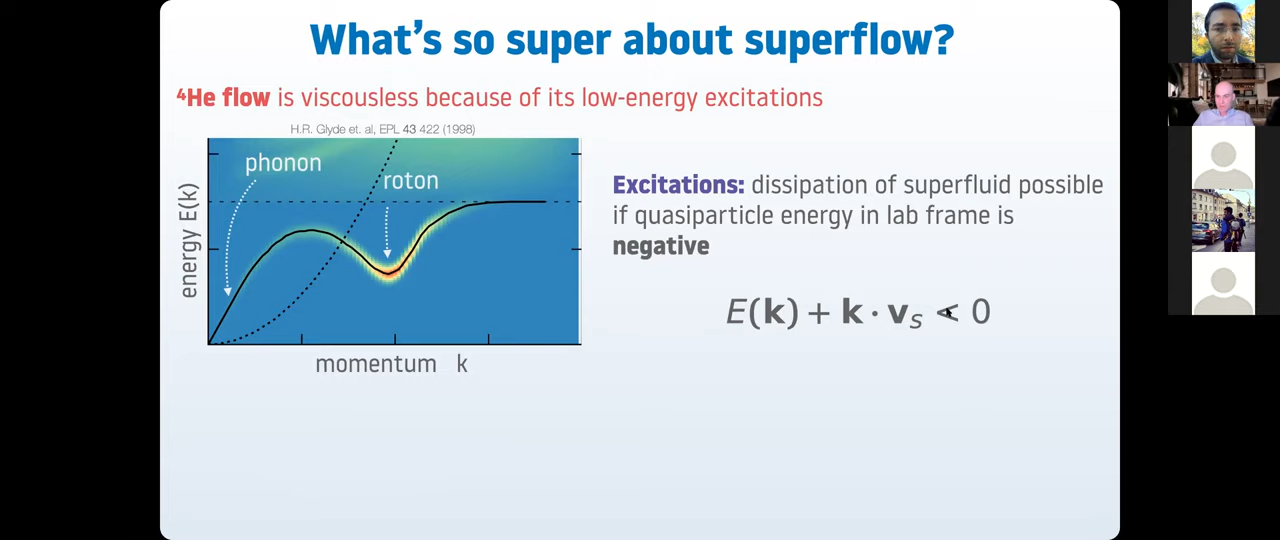 What's so super about superflow?
⁴He flow is viscousless because of its low-energy excitations
H.R. Glyde et. al, EPL 43 422 (1998)
phonon
roton
energy E(k)
momentum k
Excitations: dissipation of superfluid possible
if quasiparticle energy in lab frame is
negative
E(k) + k · vₛ < 0